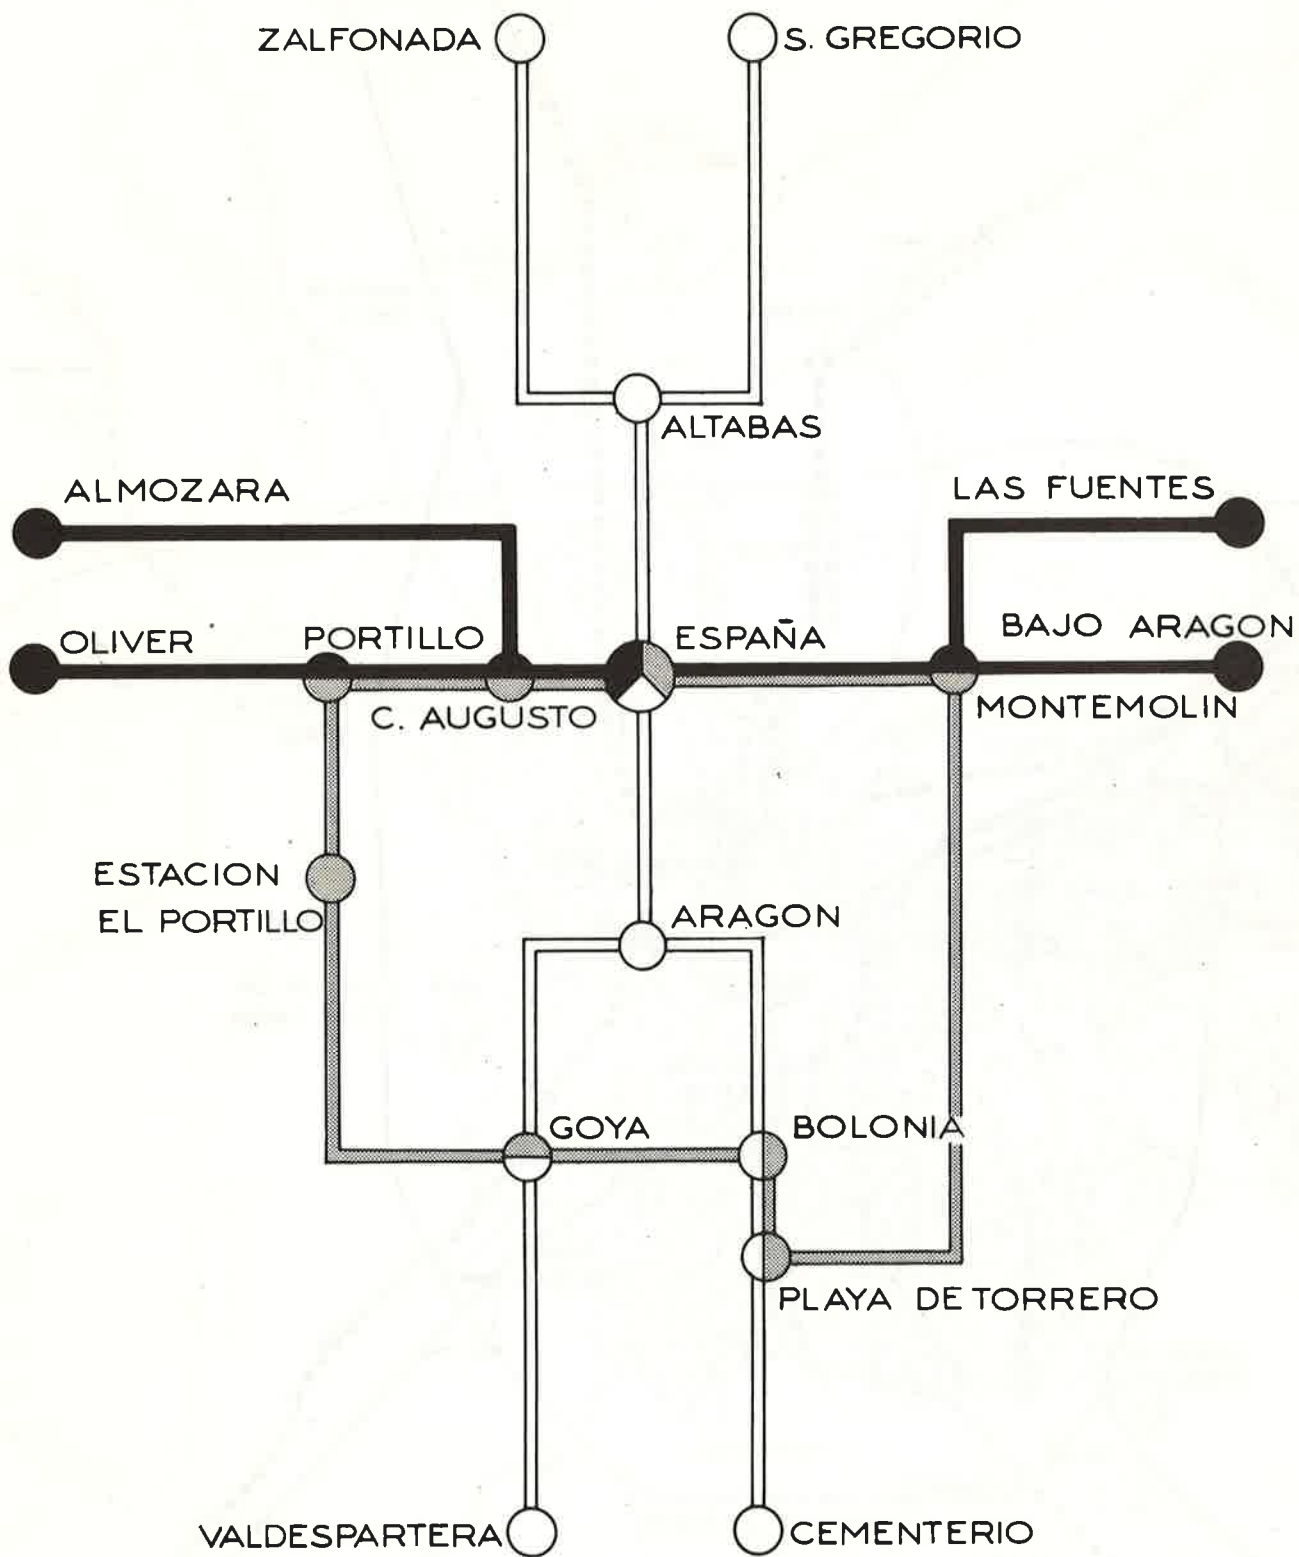 ZALFONADA
S. GREGORIO
ALTABAS
ALMOZARA
LAS FUENTES
OLIVER
PORTILLO
ESPAÑA
BAJO ARAGON
C. AUGUSTO
MONTEMOLIN
ESTACION
EL PORTILLO
ARAGON
GOYA
BOLONIA
PLAYA DE TORRERO
VALDESPARTERA
CEMENTERIO